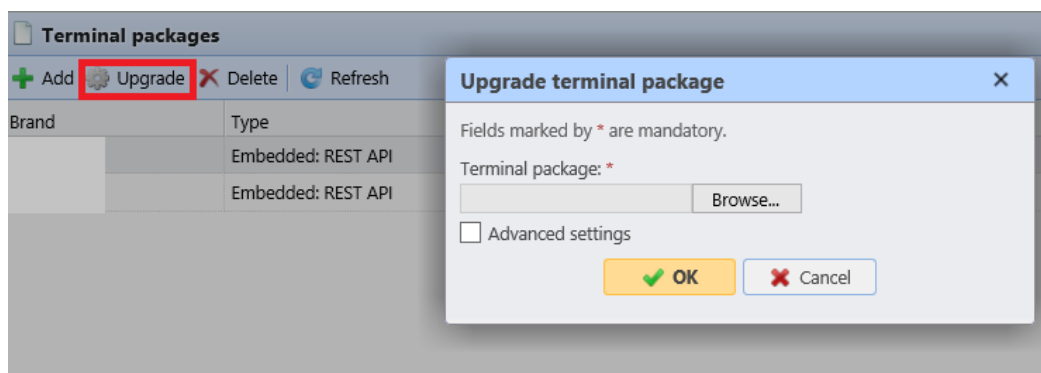 Terminal packages
Add Upgrade Delete Refresh
Brand Type
Embedded: REST API
Embedded: REST API
Upgrade terminal package
Fields marked by * are mandatory.
Terminal package: *
Browse...
Advanced settings
OK Cancel